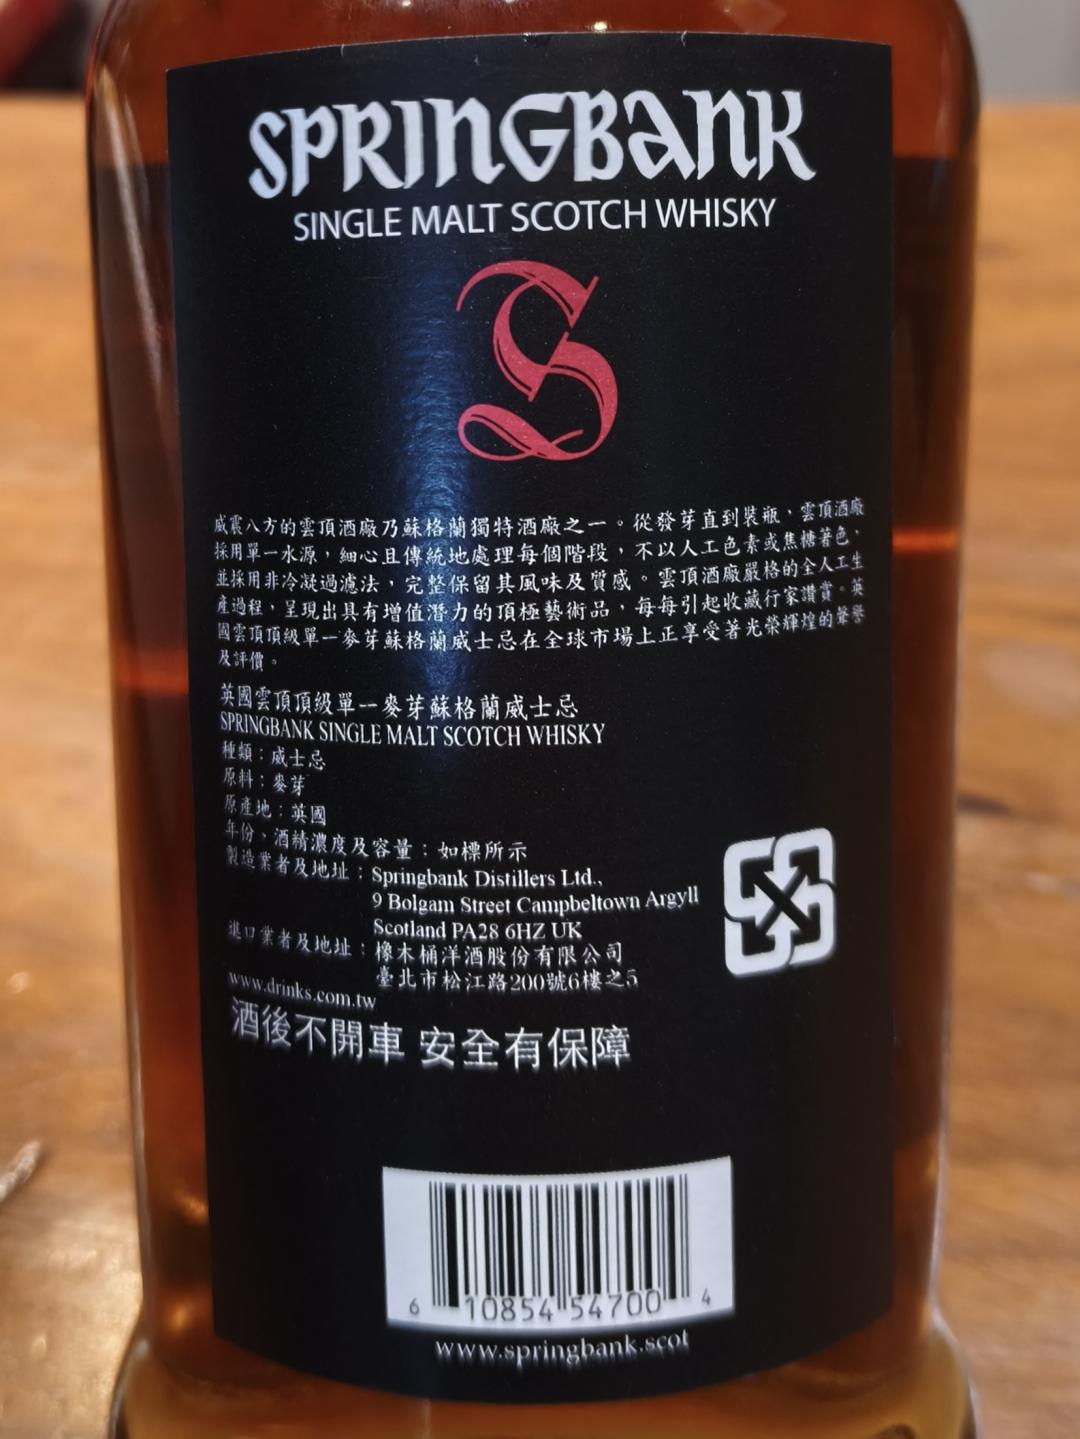 SPRINGBANK
SINGLE MALT SCOTCH WHISKY
S
威震八方的雲頂酒廠乃蘇格蘭獨特酒廠之一。從發芽直到裝瓶，雲頂酒廠
採用單一水源，細心且傳統地處理每個階段，不以人工色素或焦糖著色，
並採用非冷凝過濾法，完整保留其風味及質感。雲頂酒廠嚴格的全人工生
產過程，呈現出具有增值潛力的頂極藝術品，每每引起收藏行家讚賞。英
國雲頂頂級單一麥芽蘇格蘭威士忌在全球市場上正享受著光榮輝煌的聲譽
及評價。
英國雲頂頂級單一麥芽蘇格蘭威士忌
SPRINGBANK SINGLE MALT SCOTCH WHISKY
種類：威士忌
原料：麥芽
原產地：英國
年份、酒精濃度及容量：如標所示
製造業者及地址：Springbank Distillers Ltd.,
9 Bolgam Street Campbeltown Argyll
Scotland PA28 6HZ UK
進口業者及地址：橡木桶洋酒股份有限公司
臺北市松江路200號6樓之5
www.drinks.com.tw
酒後不開車 安全有保障
6 10854 54700 4
www.springbank.scot